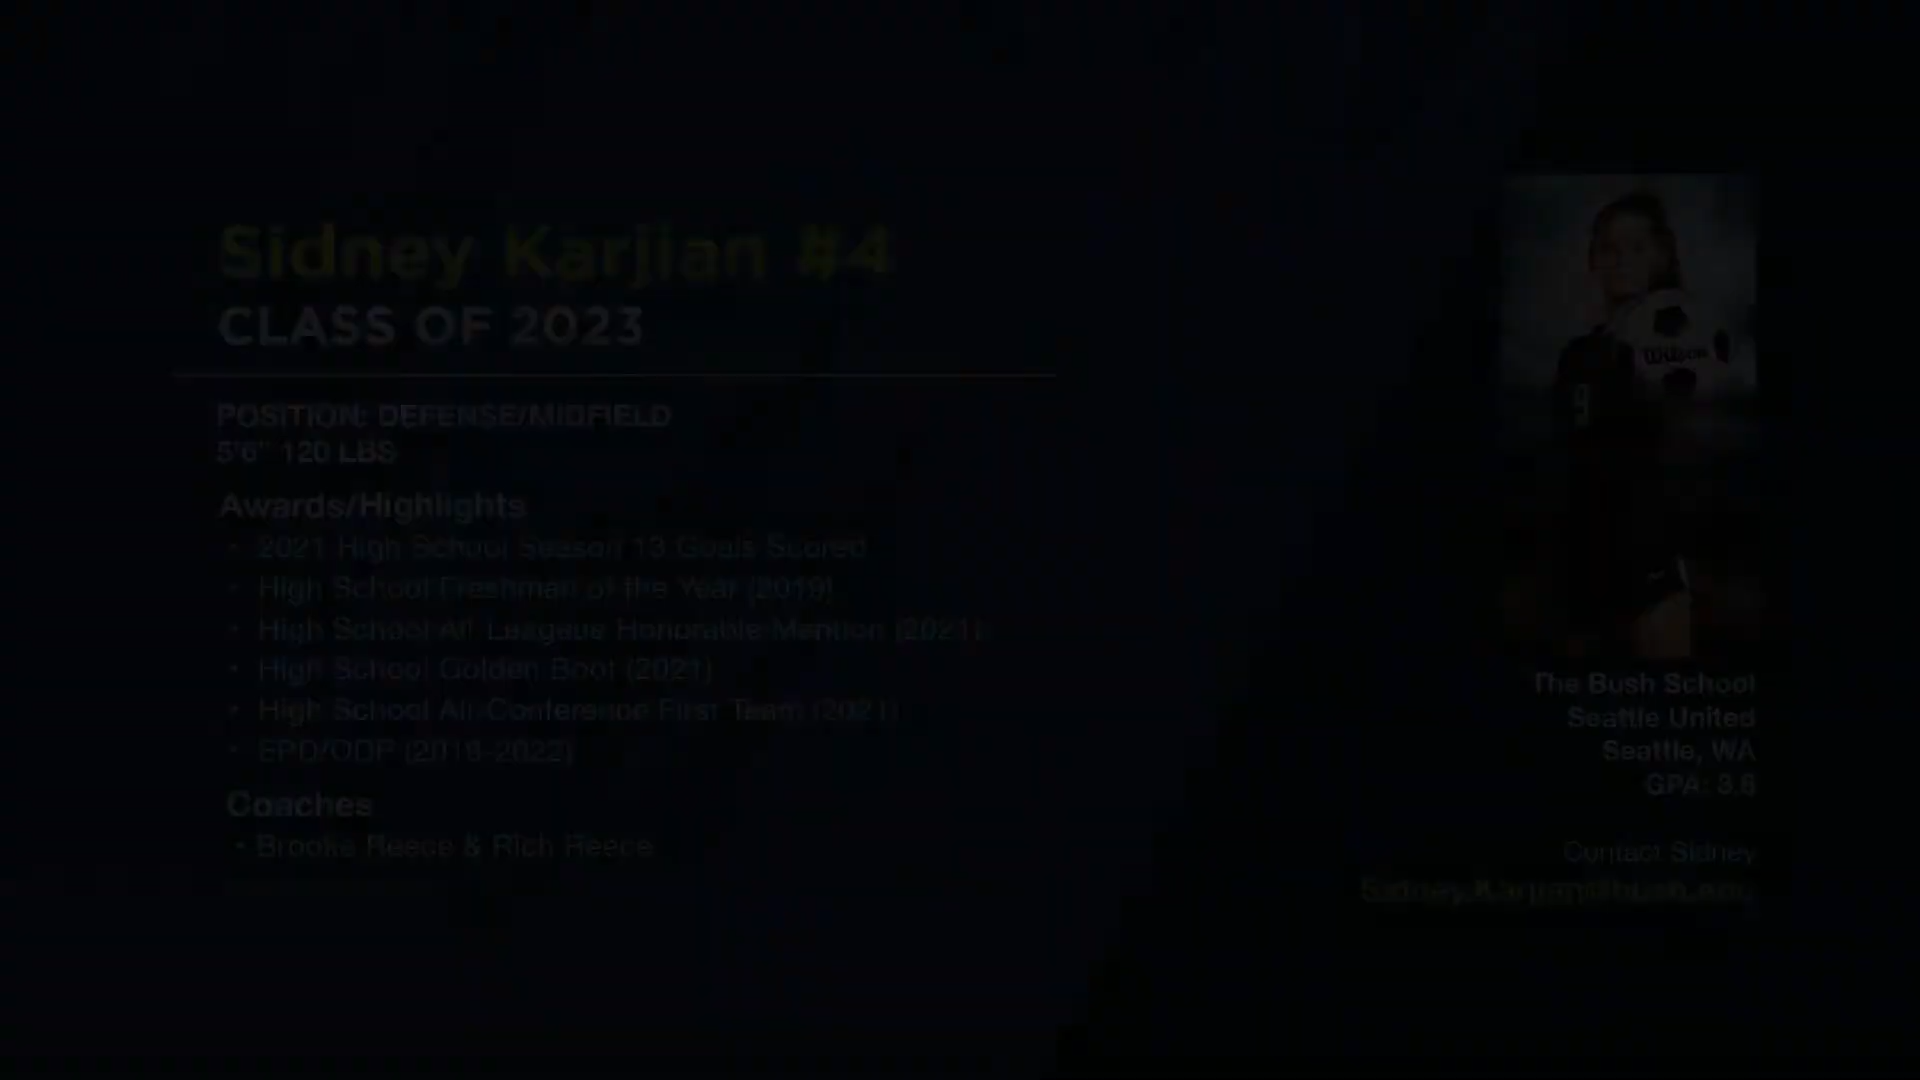 Sidney Karjian #4
CLASS OF 2023
POSITION: DEFENSE/MIDFIELD
5'6" 120 LBS
Awards/Highlights
• 2021 High School Season 13 Goals Scored
• High School Freshman of the Year (2019)
• High School All Leageue Honorable Mention (2021)
• High School Golden Boot (2021)
• High School All-Conference First Team (2021)
• EPD/ODP
Coaches
• Brooke Reece & Rich Reece
Wilson
9
The Bush School
Seattle United
Seattle, WA
GPA:
Contact Sidney